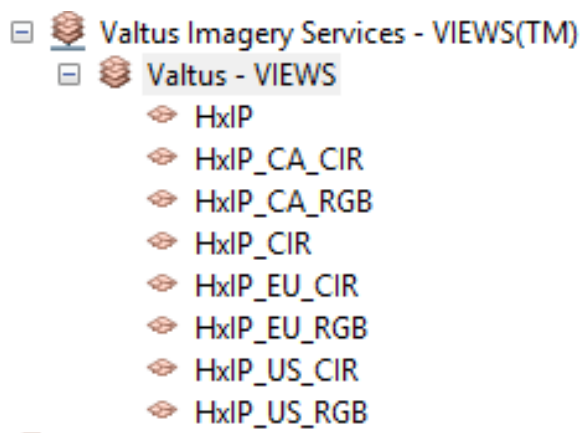 Valtus Imagery Services - VIEWS(TM)
Valtus - VIEWS
HxIP
HxIP_CA_CIR
HxIP_CA_RGB
HxIP_CIR
HxIP_EU_CIR
HxIP_EU_RGB
HxIP_US_CIR
HxIP_US_RGB